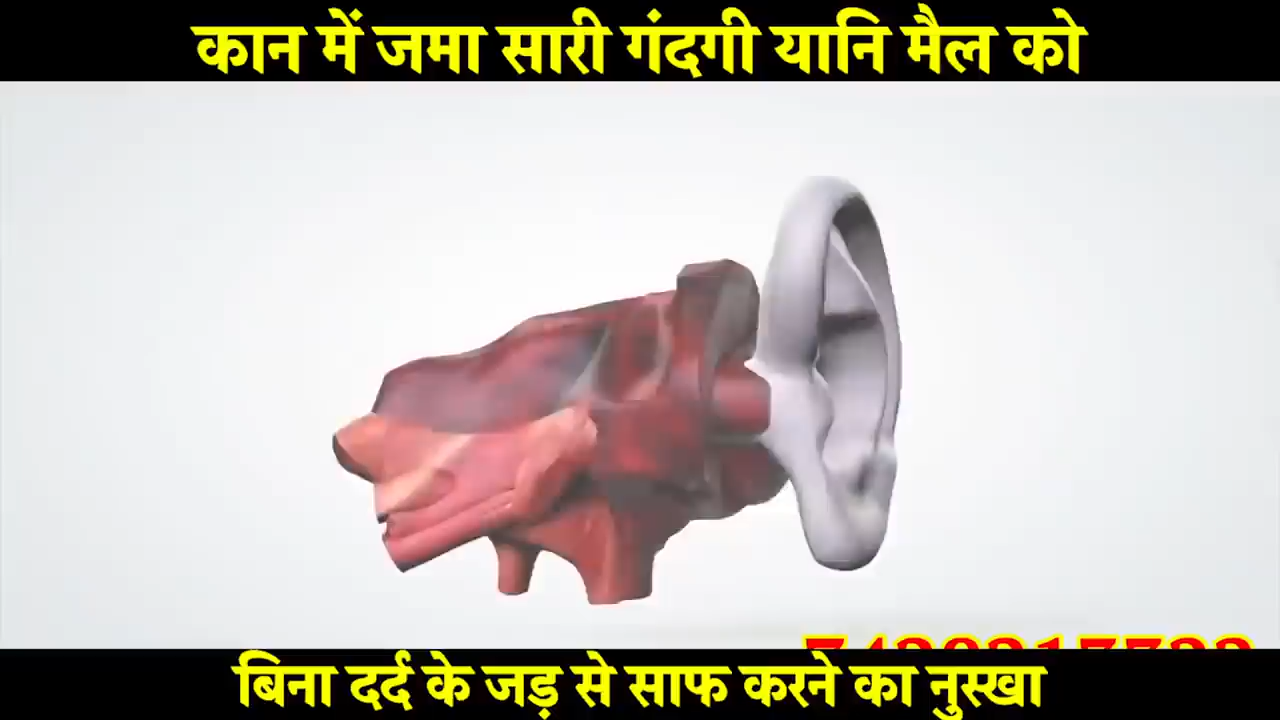 कान में जमा सारी गंदगी यानि मैल को
बिना दर्द के जड़ से साफ करने का नुस्खा